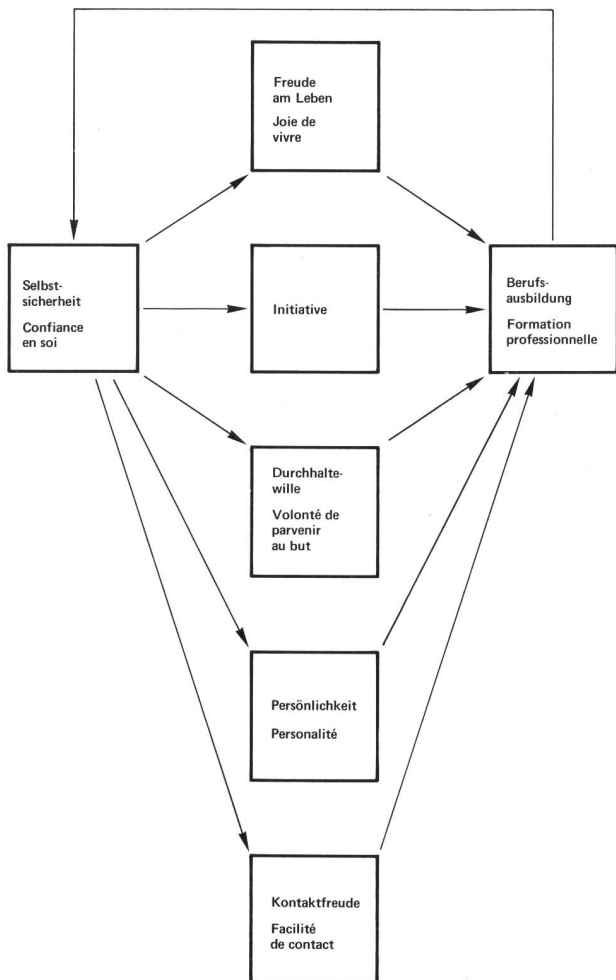 Freude
am Leben
Joie de
vivre
Selbst-
sicherheit
Confiance
en soi
Initiative
Berufs-
ausbildung
Formation
professionnelle
Durchhalte-
wille
Volonté de
parvenir
au but
Persönlichkeit
Personalité
Kontaktfreude
Facilité
de contact